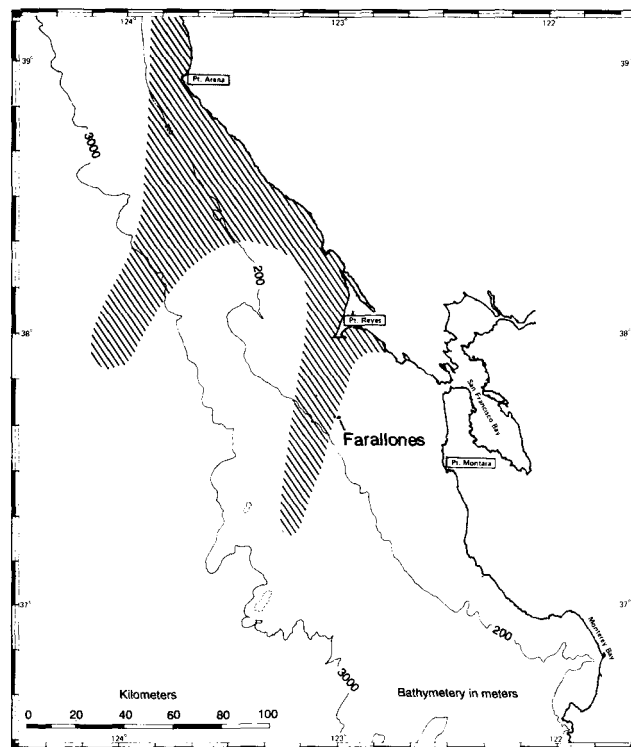 124°
123°
122
39°
39
Pt. Arena
3000
200
38°
Pt. Reyes
38
San Francisco Bay
Farallones
Pt. Montara
37
37°
200
Monterey Bay
3000
Kilometers
Bathymetery in meters
0 20 40 60 80 100
124°
123
122